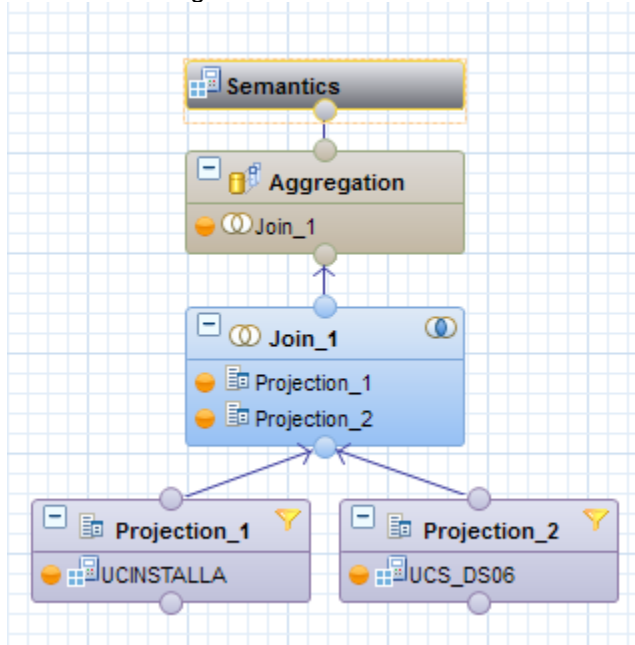 Semantics
Aggregation
Join_1
Join_1
Projection_1
Projection_2
Projection_1
UCINSTALLA
Projection_2
UCS_DS06